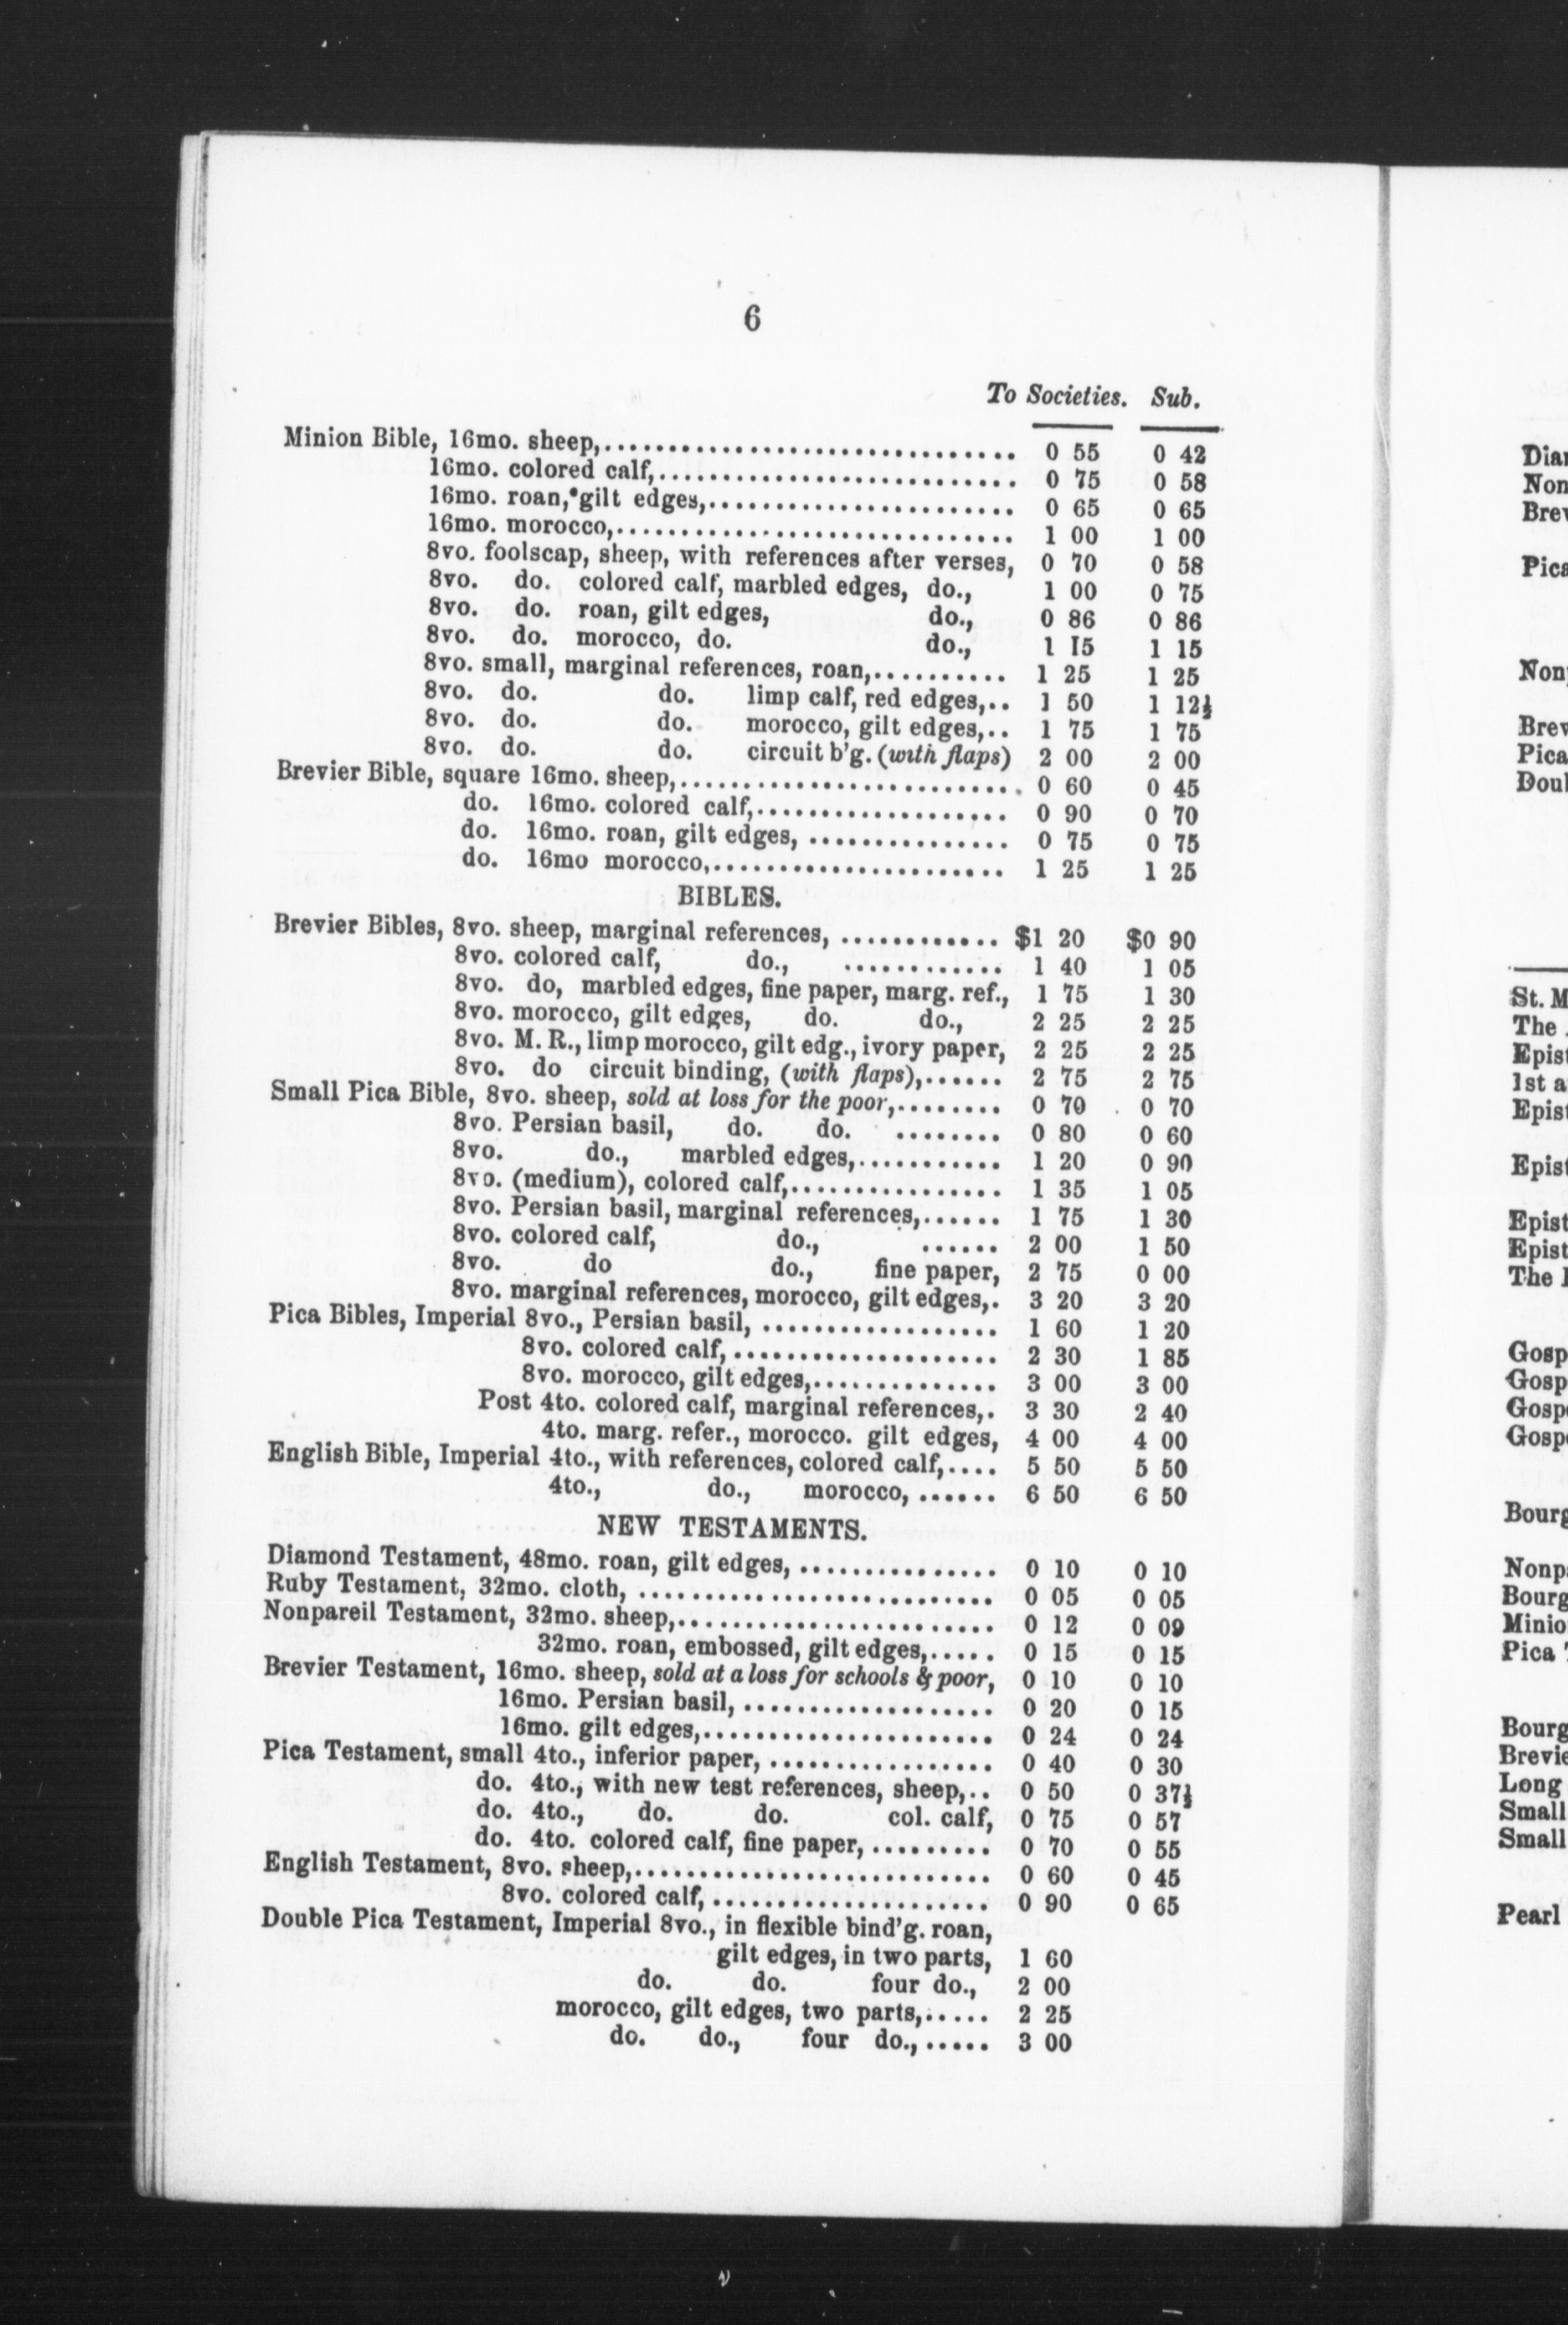 6
To Societies. Sub.
Minion Bible, 16mo. sheep,................................ 0 55 0 42
16mo. colored calf,............................ 0 75 0 58
16mo. roan, gilt edges,........................ 0 65 0 65
16mo. morocco,............................... 1 00 1 00
8vo. foolscap, sheep, with references after verses, 0 70 0 58
8vo. do. colored calf, marbled edges, do., 1 00 0 75
8vo. do. roan, gilt edges, do., 0 86 0 86
8vo. do. morocco, do. do., 1 15 1 15
8vo. small, marginal references, roan,.......... 1 25 1 25
8vo. do. do. limp calf, red edges,.. 1 50 1 12½
8vo. do. do. morocco, gilt edges,.. 1 75 1 75
8vo. do. do. circuit b'g. (with flaps) 2 00 2 00
Brevier Bible, square 16mo. sheep,.......................... 0 60 0 45
do. 16mo. colored calf,.................... 0 90 0 70
do. 16mo. roan, gilt edges, ................ 0 75 0 75
do. 16mo morocco,....................... 1 25 1 25
BIBLES.
Brevier Bibles, 8vo. sheep, marginal references, ............ $1 20 $0 90
8vo. colored calf, do., ............ 1 40 1 05
8vo. do, marbled edges, fine paper, marg. ref., 1 75 1 30
8vo. morocco, gilt edges, do. do., 2 25 2 25
8vo. M. R., limp morocco, gilt edg., ivory paper, 2 25 2 25
8vo. do circuit binding, (with flaps),...... 2 75 2 75
Small Pica Bible, 8vo. sheep, sold at loss for the poor,........ 0 70 0 70
8vo. Persian basil, do. do. ........ 0 80 0 60
8vo. do., marbled edges,........... 1 20 0 90
8vo. (medium), colored calf,................ 1 35 1 05
8vo. Persian basil, marginal references,...... 1 75 1 30
8vo. colored calf, do., ...... 2 00 1 50
8vo. do do., fine paper, 2 75 0 00
8vo. marginal references, morocco, gilt edges,. 3 20 3 20
Pica Bibles, Imperial 8vo., Persian basil, .................. 1 60 1 20
8vo. colored calf, .................... 2 30 1 85
8vo. morocco, gilt edges,.............. 3 00 3 00
Post 4to. colored calf, marginal references,. 3 30 2 40
4to. marg. refer., morocco. gilt edges, 4 00 4 00
English Bible, Imperial 4to., with references, colored calf,.... 5 50 5 50
4to., do., morocco, ...... 6 50 6 50
NEW TESTAMENTS.
Diamond Testament, 48mo. roan, gilt edges, ............... 0 10 0 10
Ruby Testament, 32mo. cloth, ........................... 0 05 0 05
Nonpareil Testament, 32mo. sheep,........................ 0 12 0 09
32mo. roan, embossed, gilt edges,..... 0 15 0 15
Brevier Testament, 16mo. sheep, sold at a loss for schools & poor, 0 10 0 10
16mo. Persian basil, ................... 0 20 0 15
16mo. gilt edges,...................... 0 24 0 24
Pica Testament, small 4to., inferior paper, ................. 0 40 0 30
do. 4to., with new test references, sheep,.. 0 50 0 37½
do. 4to., do. do. col. calf, 0 75 0 57
do. 4to. colored calf, fine paper, ......... 0 70 0 55
English Testament, 8vo. sheep,........................... 0 60 0 45
8vo. colored calf, ..................... 0 90 0 65
Double Pica Testament, Imperial 8vo., in flexible bind'g. roan,
gilt edges, in two parts, 1 60
do. do. four do., 2 00
morocco, gilt edges, two parts,..... 2 25
do. do., four do., ..... 3 00
Brev
Pica
St. M
The
1st a
Pica
Small
Small
Pearl